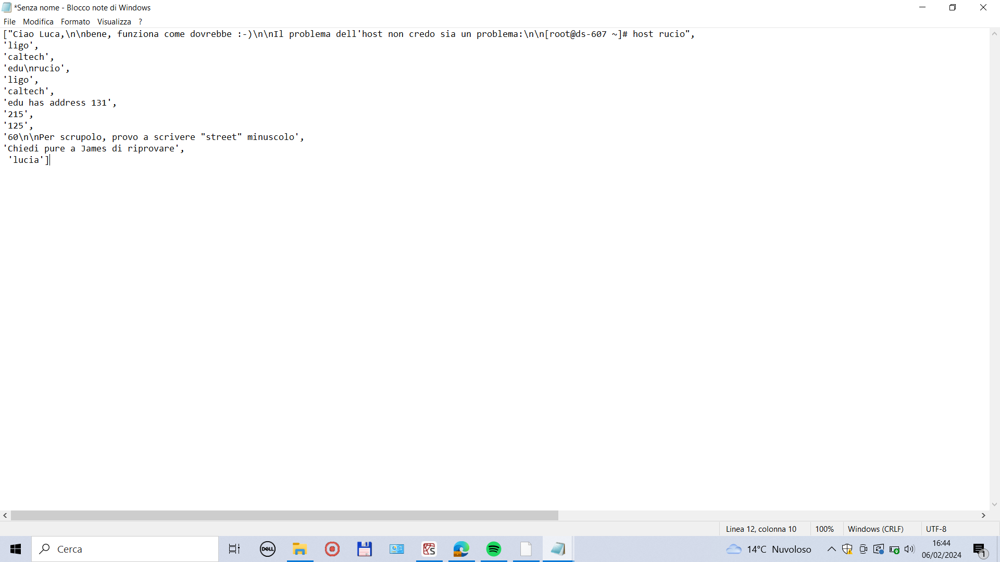 *Senza nome - Blocco note di Windows
File Modifica Formato Visualizza ?
["Ciao Luca,\n\nbene, funziona come dovrebbe :-)\n\nIl problema dell'host non credo sia un problema:\n\n[root@ds-607 ~]# host rucio",
'ligo',
'caltech',
'edu\nrucio',
'ligo',
'caltech',
'edu has address 131',
'215',
'125',
'60\n\nPer scrupolo, provo a scrivere "street" minuscolo',
'Chiedi pure a James di riprovare',
 'lucia']
Linea 12, colonna 10 100% Windows (CRLF) UTF-8
Cerca
DELL
14°C Nuvoloso
16:44
06/02/2024
1